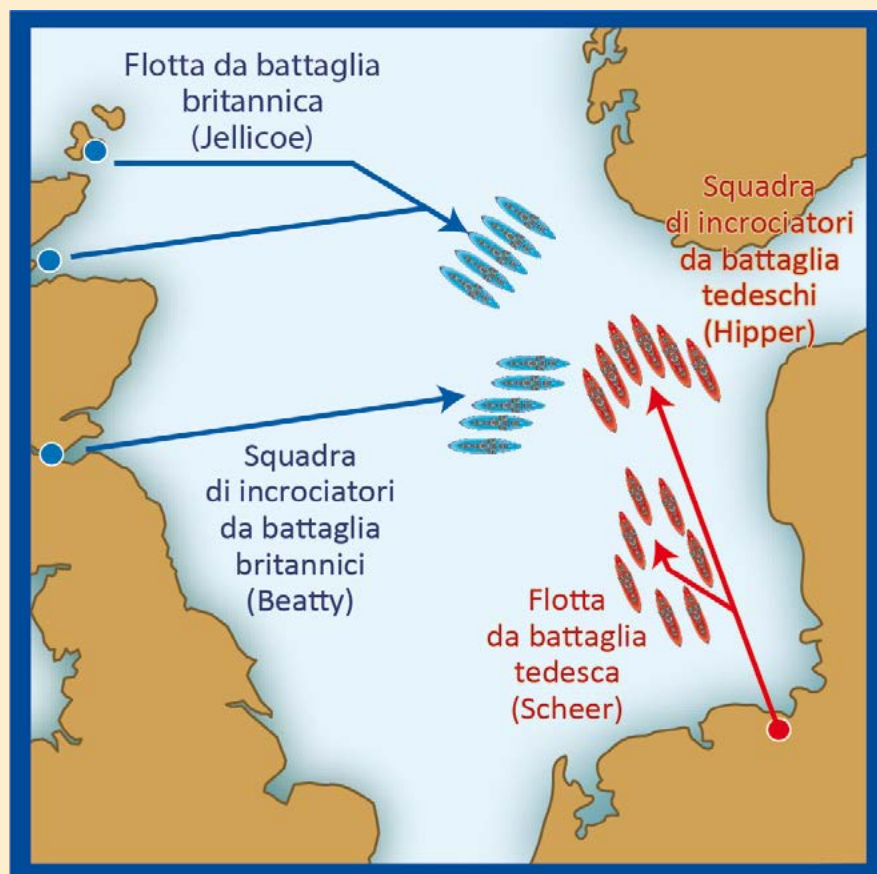 Flotta da battaglia
britannica
(Jellicoe)
Squadra
di incrociatori
da battaglia
tedeschi
(Hipper)
Squadra
di incrociatori
da battaglia
britannici
(Beatty)
Flotta
da battaglia
tedesca
(Scheer)